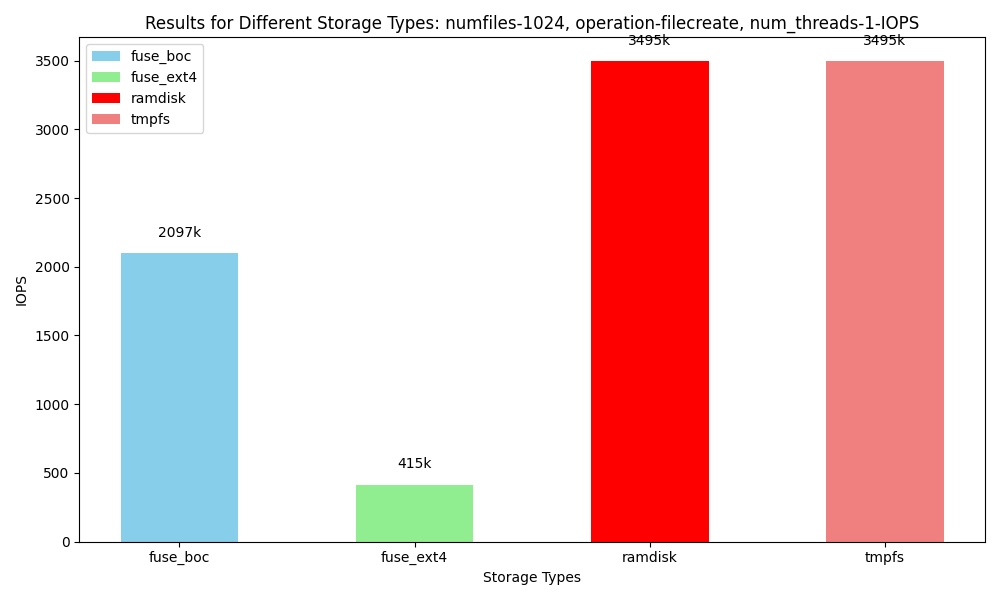 Results for Different Storage Types: numfiles-1024, operation-filecreate, num_threads-1-IOPS
fuse_boc
fuse_ext4
ramdisk
tmpfs
3495k
3495k
2097k
415k
3500
3000
2500
2000
1500
1000
500
0
IOPS
fuse_boc
fuse_ext4
ramdisk
tmpfs
Storage Types